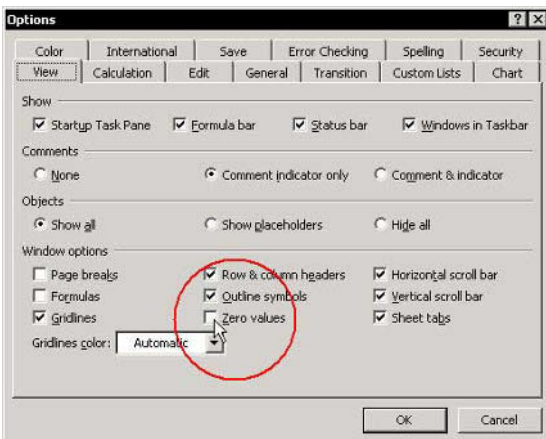 Options
Color International Save Error Checking Spelling Security
View Calculation Edit General Transition Custom Lists Chart
Show
Startup Task Pane Formula bar Status bar Windows in Taskbar
Comments
None Comment indicator only Comment & indicator
Objects
Show all Show placeholders Hide all
Window options
Page breaks Row & column headers Horizontal scroll bar
Formulas Outline symbols Vertical scroll bar
Gridlines Zero values Sheet tabs
Gridlines color: Automatic
OK Cancel